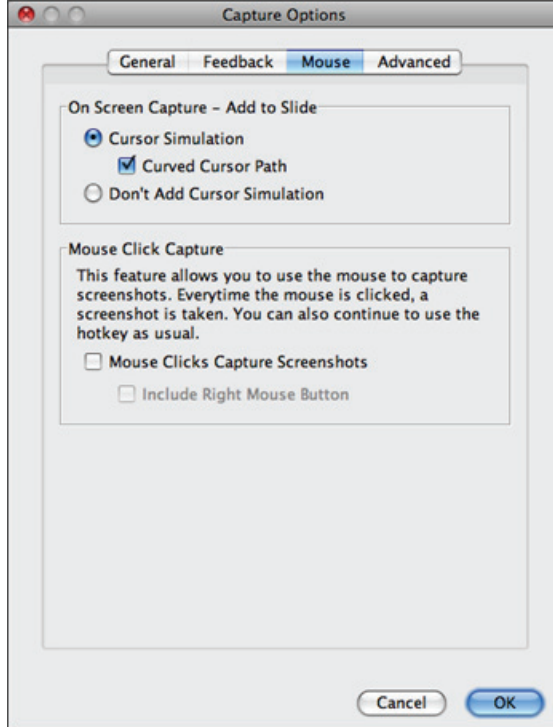 Capture Options
General Feedback Mouse Advanced
On Screen Capture – Add to Slide
Cursor Simulation
Curved Cursor Path
Don't Add Cursor Simulation
Mouse Click Capture
This feature allows you to use the mouse to capture
screenshots. Everytime the mouse is clicked, a
screenshot is taken. You can also continue to use the
hotkey as usual.
Mouse Clicks Capture Screenshots
Include Right Mouse Button
Cancel OK